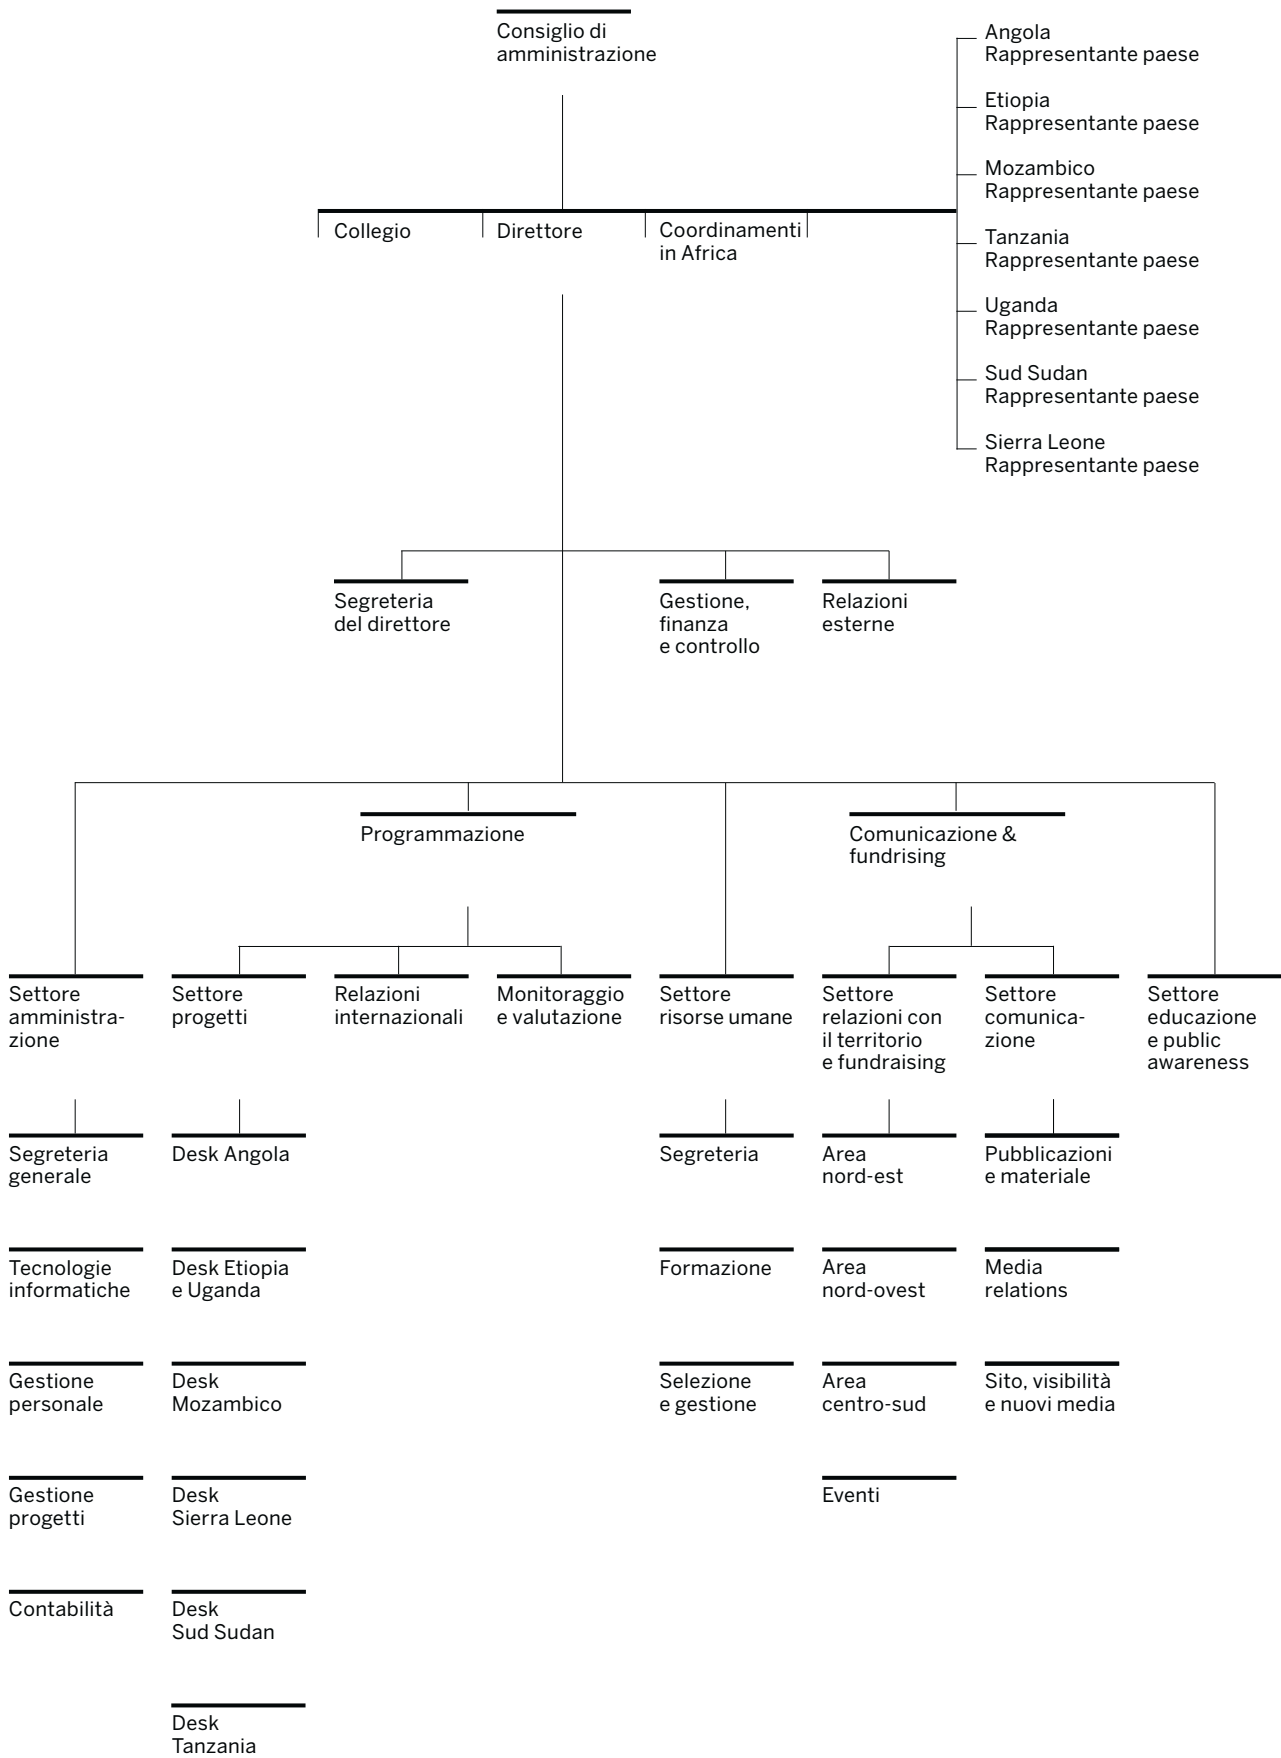 Consiglio di
amministrazione
Angola
Rappresentante paese
Etiopia
Rappresentante paese
Mozambico
Rappresentante paese
Tanzania
Rappresentante paese
Uganda
Rappresentante paese
Sud Sudan
Rappresentante paese
Sierra Leone
Rappresentante paese
Collegio
Direttore
Coordinamenti
in Africa
Segreteria
del direttore
Gestione,
finanza
e controllo
Relazioni
esterne
Programmazione
Comunicazione &
fundrising
Settore
amministra-
zione
Settore
progetti
Relazioni
internazionali
Monitoraggio
e valutazione
Settore
risorse umane
Settore
relazioni con
il territorio
e fundraising
Settore
comunica-
zione
Settore
educazione
e public
awareness
Segreteria
generale
Desk Angola
Segreteria
Area
nord-est
Pubblicazioni
e materiale
Tecnologie
informatiche
Desk Etiopia
e Uganda
Formazione
Area
nord-ovest
Media
relations
Gestione
personale
Desk
Mozambico
Selezione
e gestione
Area
centro-sud
Sito, visibilità
e nuovi media
Gestione
progetti
Desk
Sierra Leone
Eventi
Contabilità
Desk
Sud Sudan
Desk
Tanzania